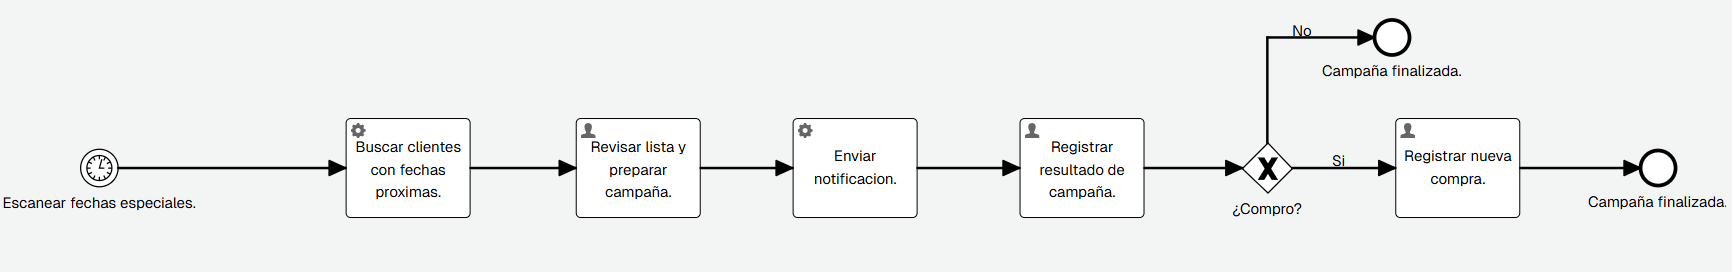 No
Campaña finalizada.
Buscar clientes
con fechas
proximas.
Revisar lista y
preparar
campaña.
Enviar
notificacion.
Registrar
resultado de
campaña.
Si
Registrar nueva
compra.
Escanear fechas especiales.
¿Compro?
Campaña finalizada.